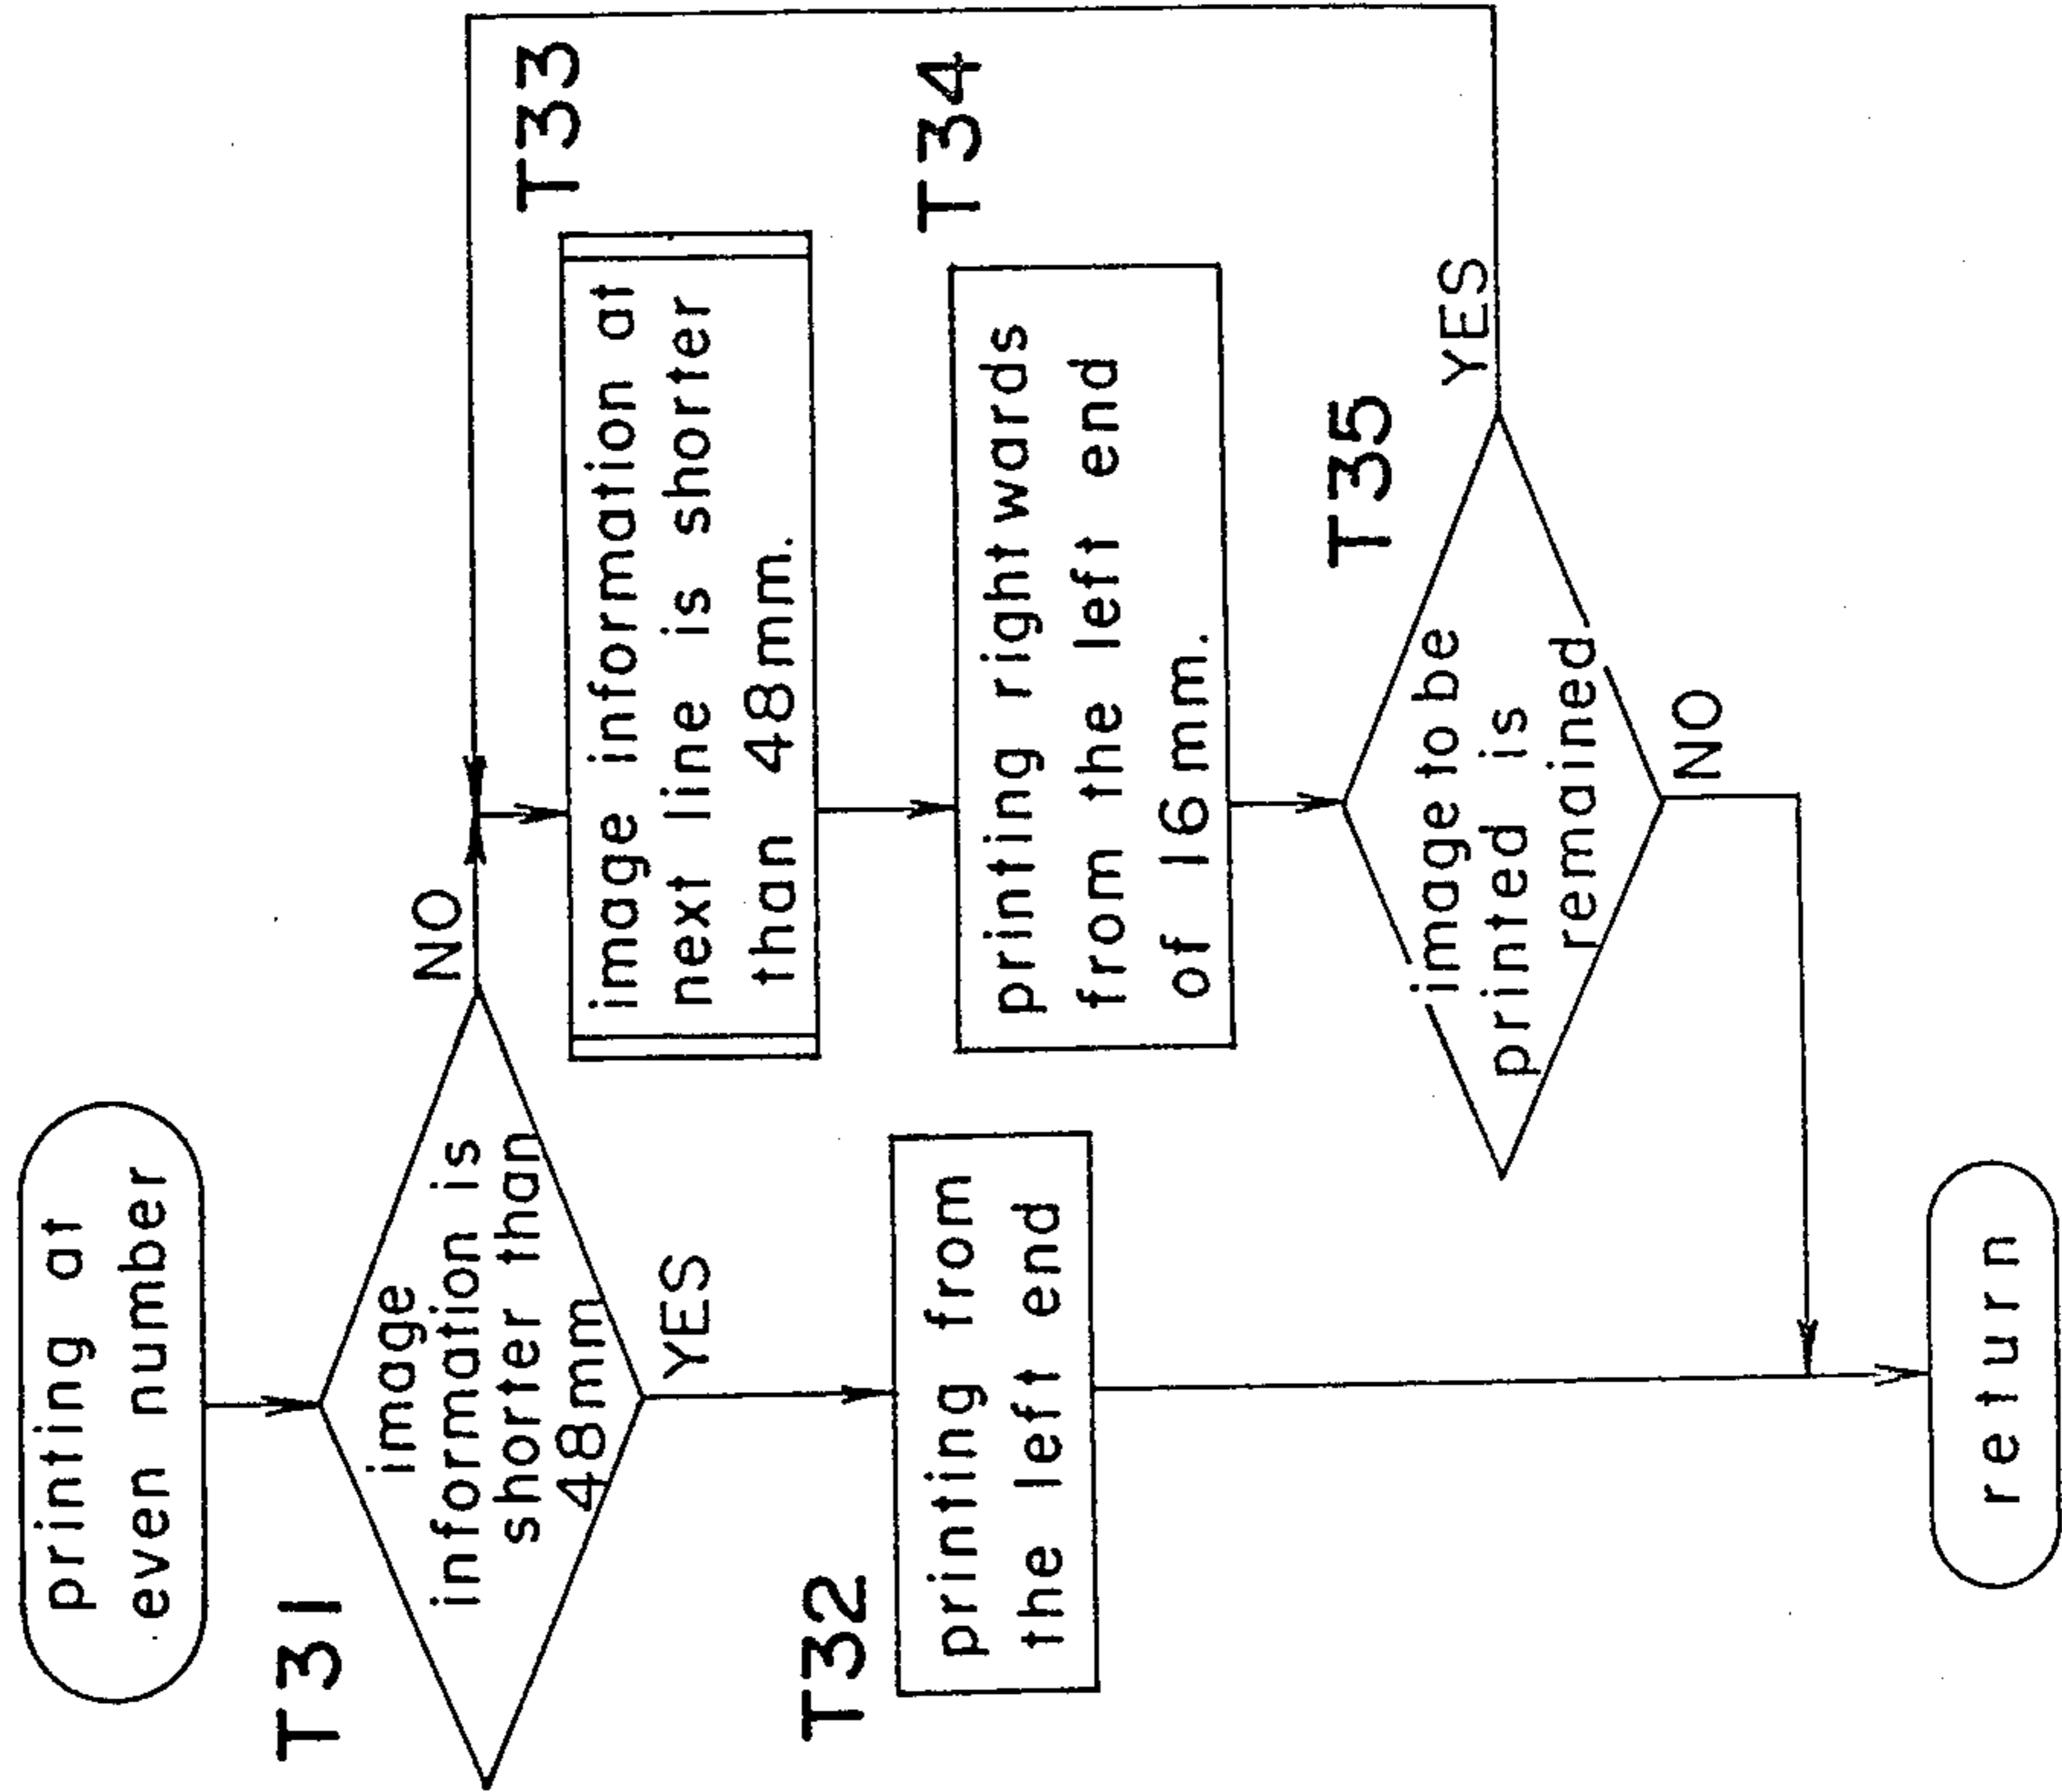 printing at
even number
T31
image
information is
shorter than
48mm
NO
YES
T32
printing from
the left end
T33
image information at
next line is shorter
than 48mm.
T34
printing rightwards
from the left end
of 16mm.
T35
image to be
printed is
remained
YES
NO
return